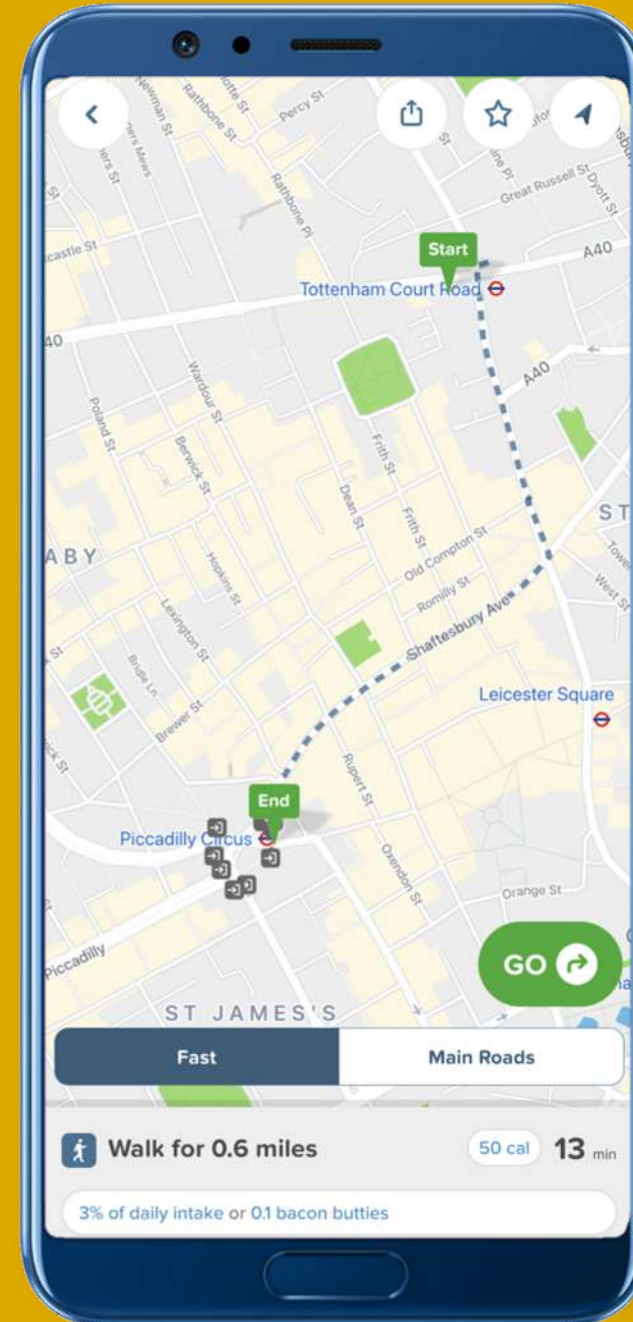 Newman St
Rathbone St
Percy St
Rathbone Pl
Great Russell St
Dyott St
Start
A40
Tottenham Court Road
A40
Wardour St
Poland St
Berwick St
Frith St
Dean St
Frith St
Old Compton St
Romilly St
Shaftesbury Ave
West St
Hopkins St
Lexington St
Bridle Ln
Brewer St
Leicester Square
End
Rupert St
Piccadilly Circus
Oxendon St
Orange St
Piccadilly
GO
ST JAMES'S
Fast
Main Roads
Walk for 0.6 miles
50 cal
13 min
3% of daily intake or 0.1 bacon butties